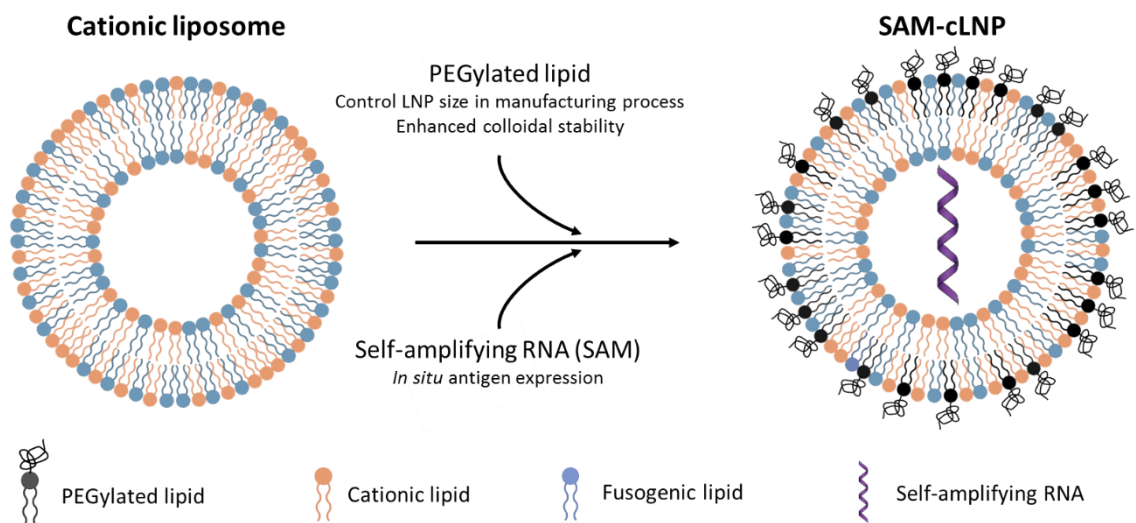 Cationic liposome
SAM-cLNP
PEGylated lipid
Control LNP size in manufacturing process
Enhanced colloidal stability
Self-amplifying RNA (SAM)
In situ antigen expression
PEGylated lipid
Cationic lipid
Fusogenic lipid
Self-amplifying RNA